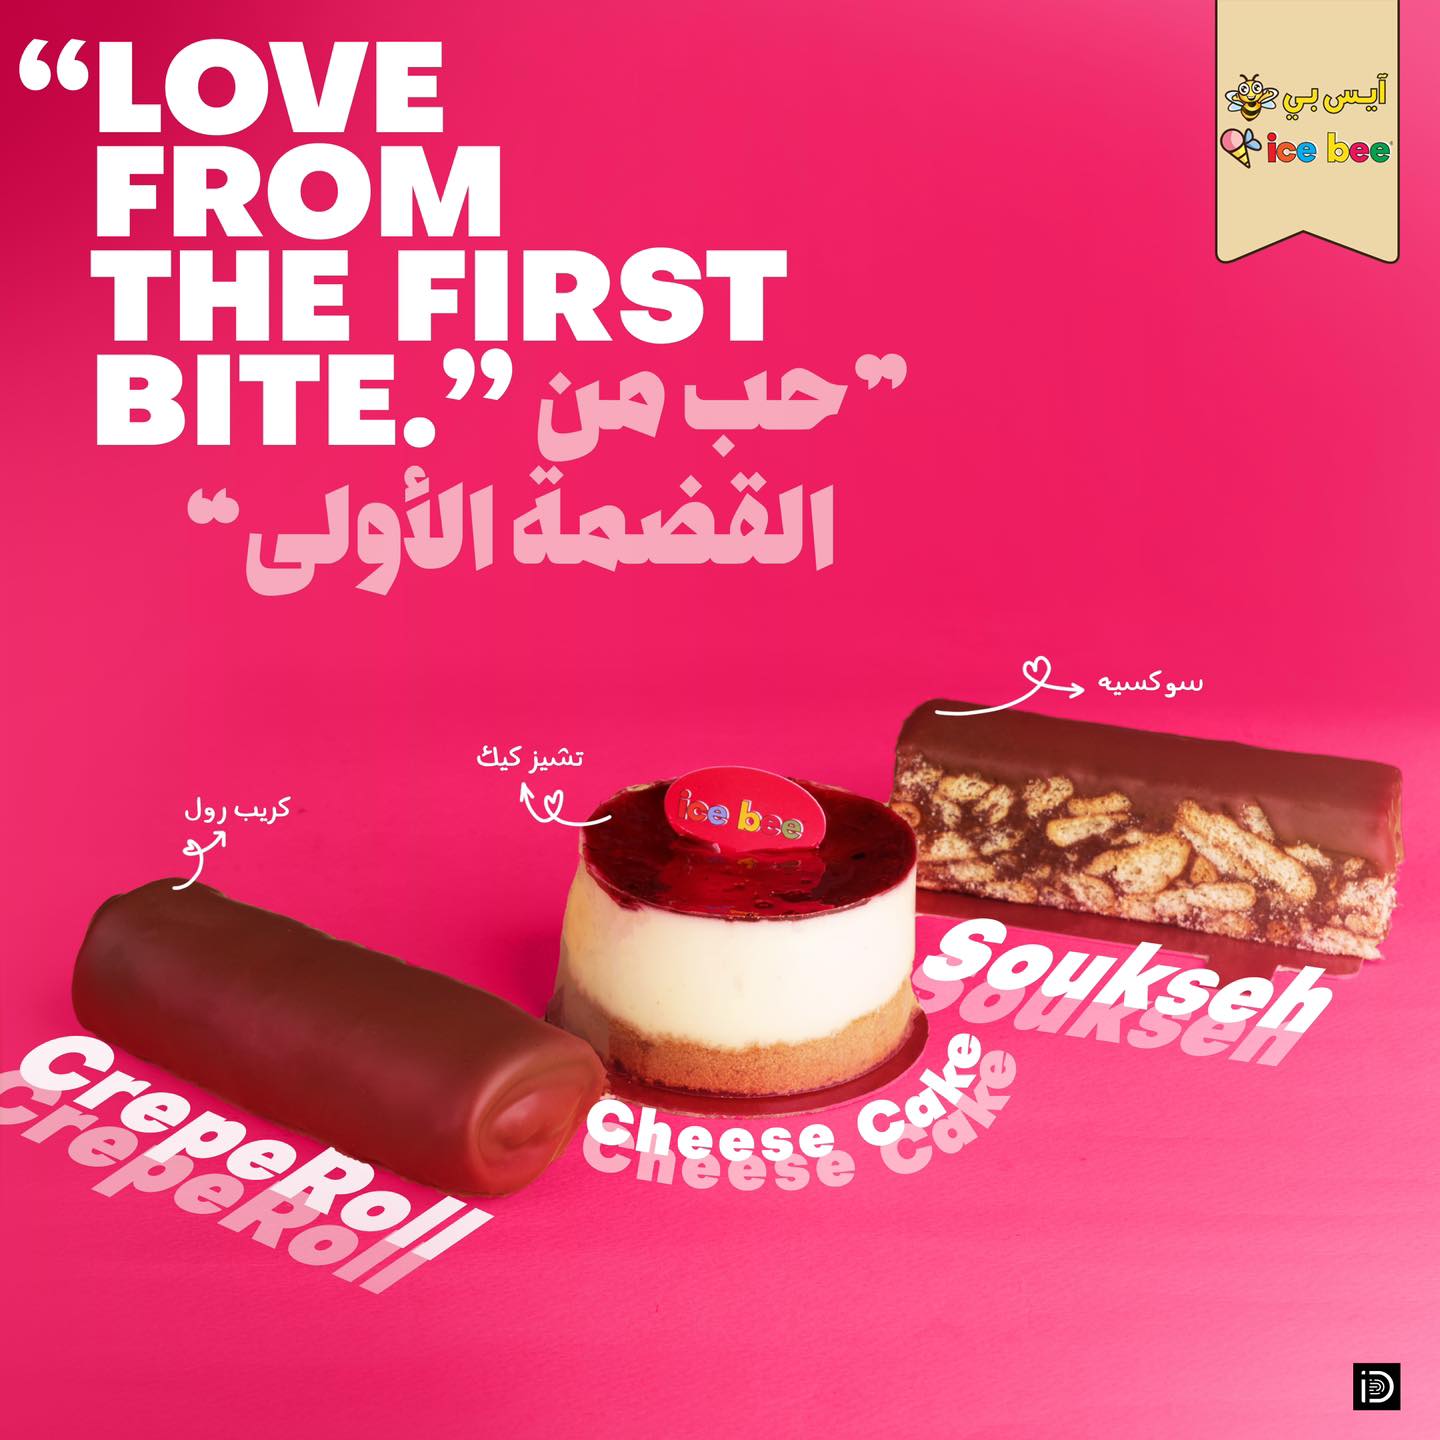 “LOVE
FROM
THE FIRST
BITE.”
”حب من
القضمة الأولى“
آيس بي
ice bee
سوكسيه
تشيز كيك
كريب رول
ice bee
Soukseh
Soukseh
Cheese Cake
Cheese Cake
CrepeRoll
CrepeRoll
iD